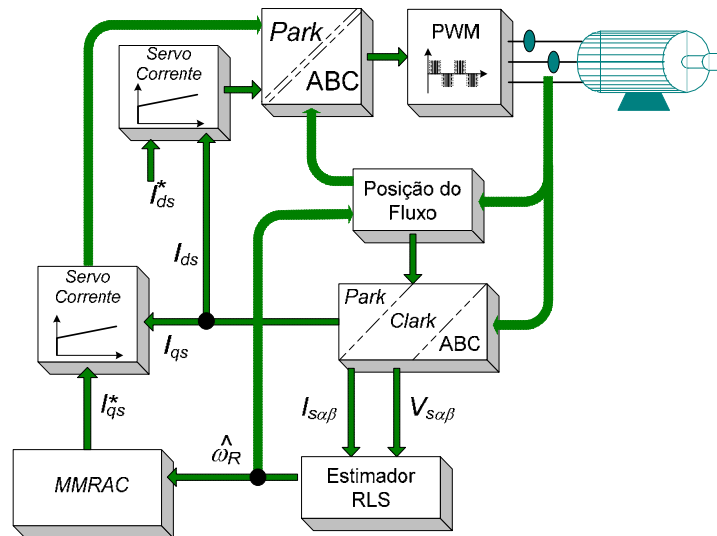 Park
ABC
PWM
Servo
Corrente
I*ds
Posição do
Fluxo
Ids
Servo
Corrente
Park
Clark
ABC
Iqs
I*qs
Isαβ
Vsαβ
ω̂R
MMRAC
Estimador
RLS